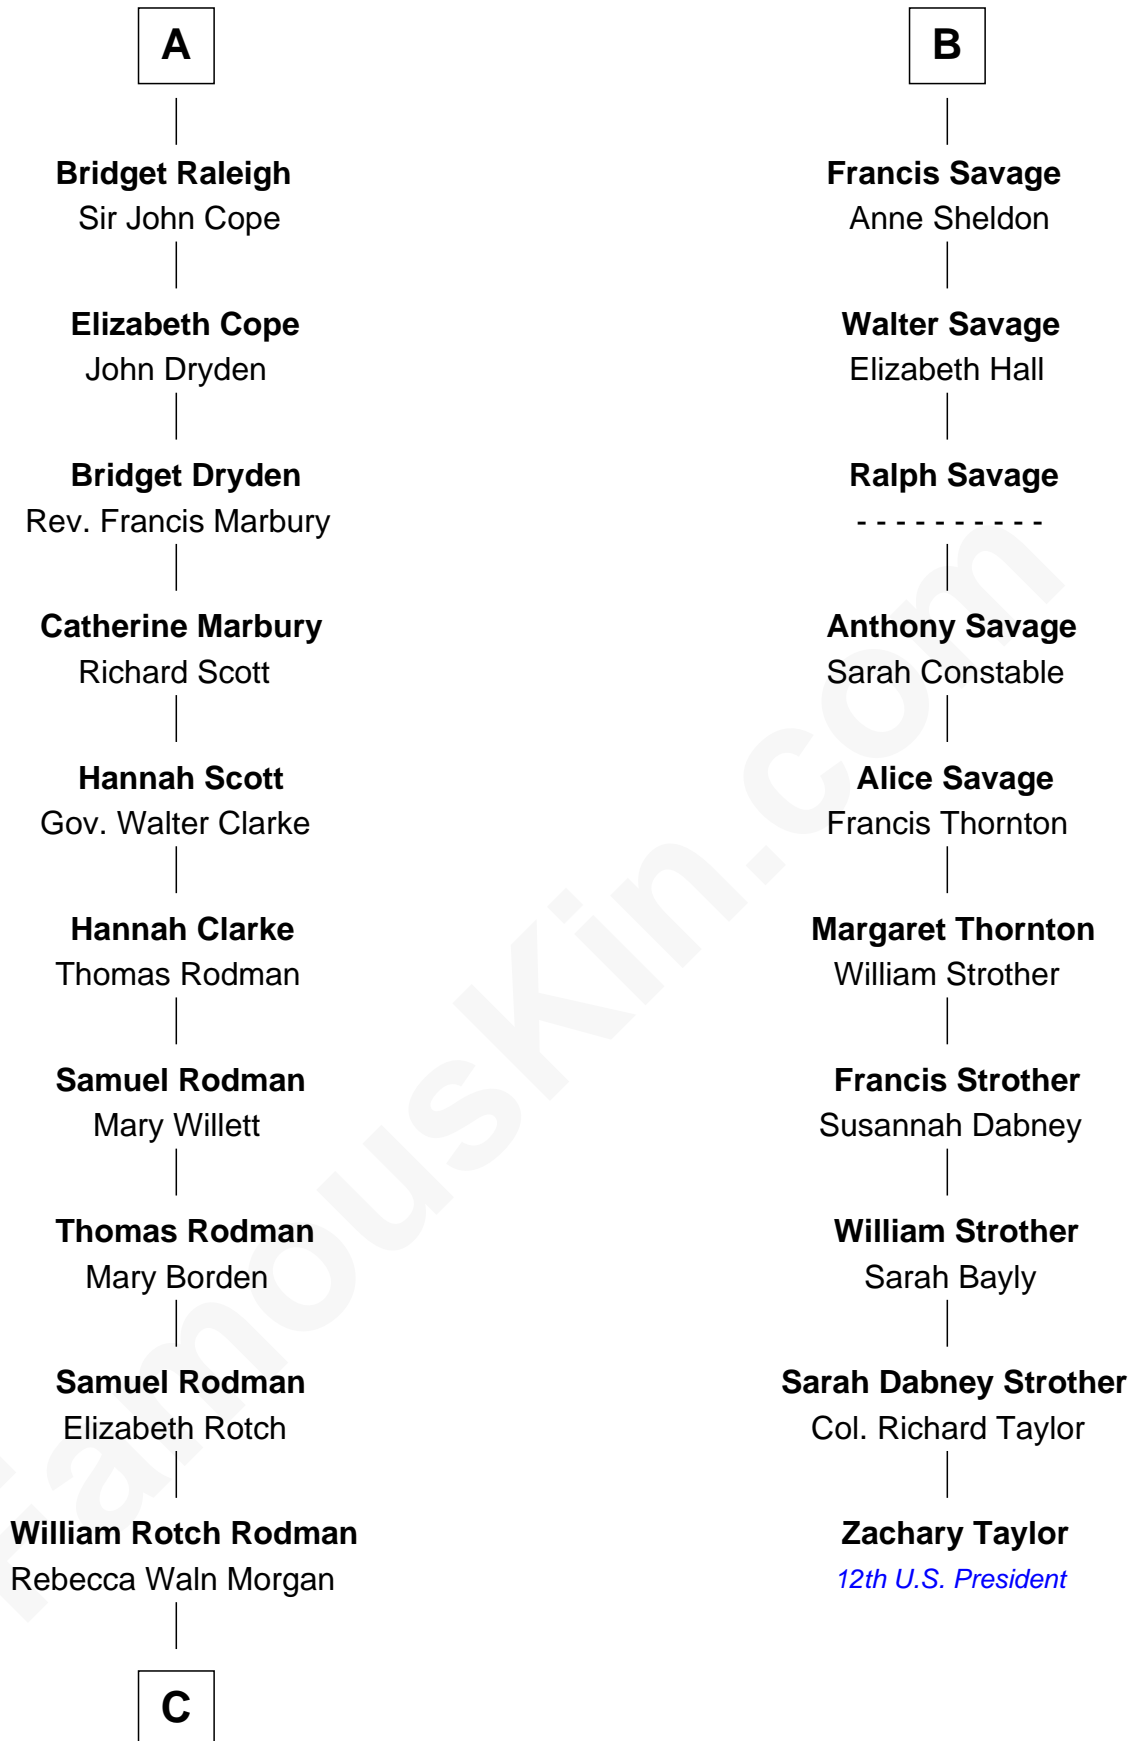 A
Bridget Raleigh
Sir John Cope
Elizabeth Cope
John Dryden
Bridget Dryden
Rev. Francis Marbury
Catherine Marbury
Richard Scott
Hannah Scott
Gov. Walter Clarke
Hannah Clarke
Thomas Rodman
Samuel Rodman
Mary Willett
Thomas Rodman
Mary Borden
Samuel Rodman
Elizabeth Rotch
William Rotch Rodman
Rebecca Waln Morgan
C
B
Francis Savage
Anne Sheldon
Walter Savage
Elizabeth Hall
Ralph Savage
- - - - - - - - - -
Anthony Savage
Sarah Constable
Alice Savage
Francis Thornton
Margaret Thornton
William Strother
Francis Strother
Susannah Dabney
William Strother
Sarah Bayly
Sarah Dabney Strother
Col. Richard Taylor
Zachary Taylor
12th U.S. President
FamousKin.com